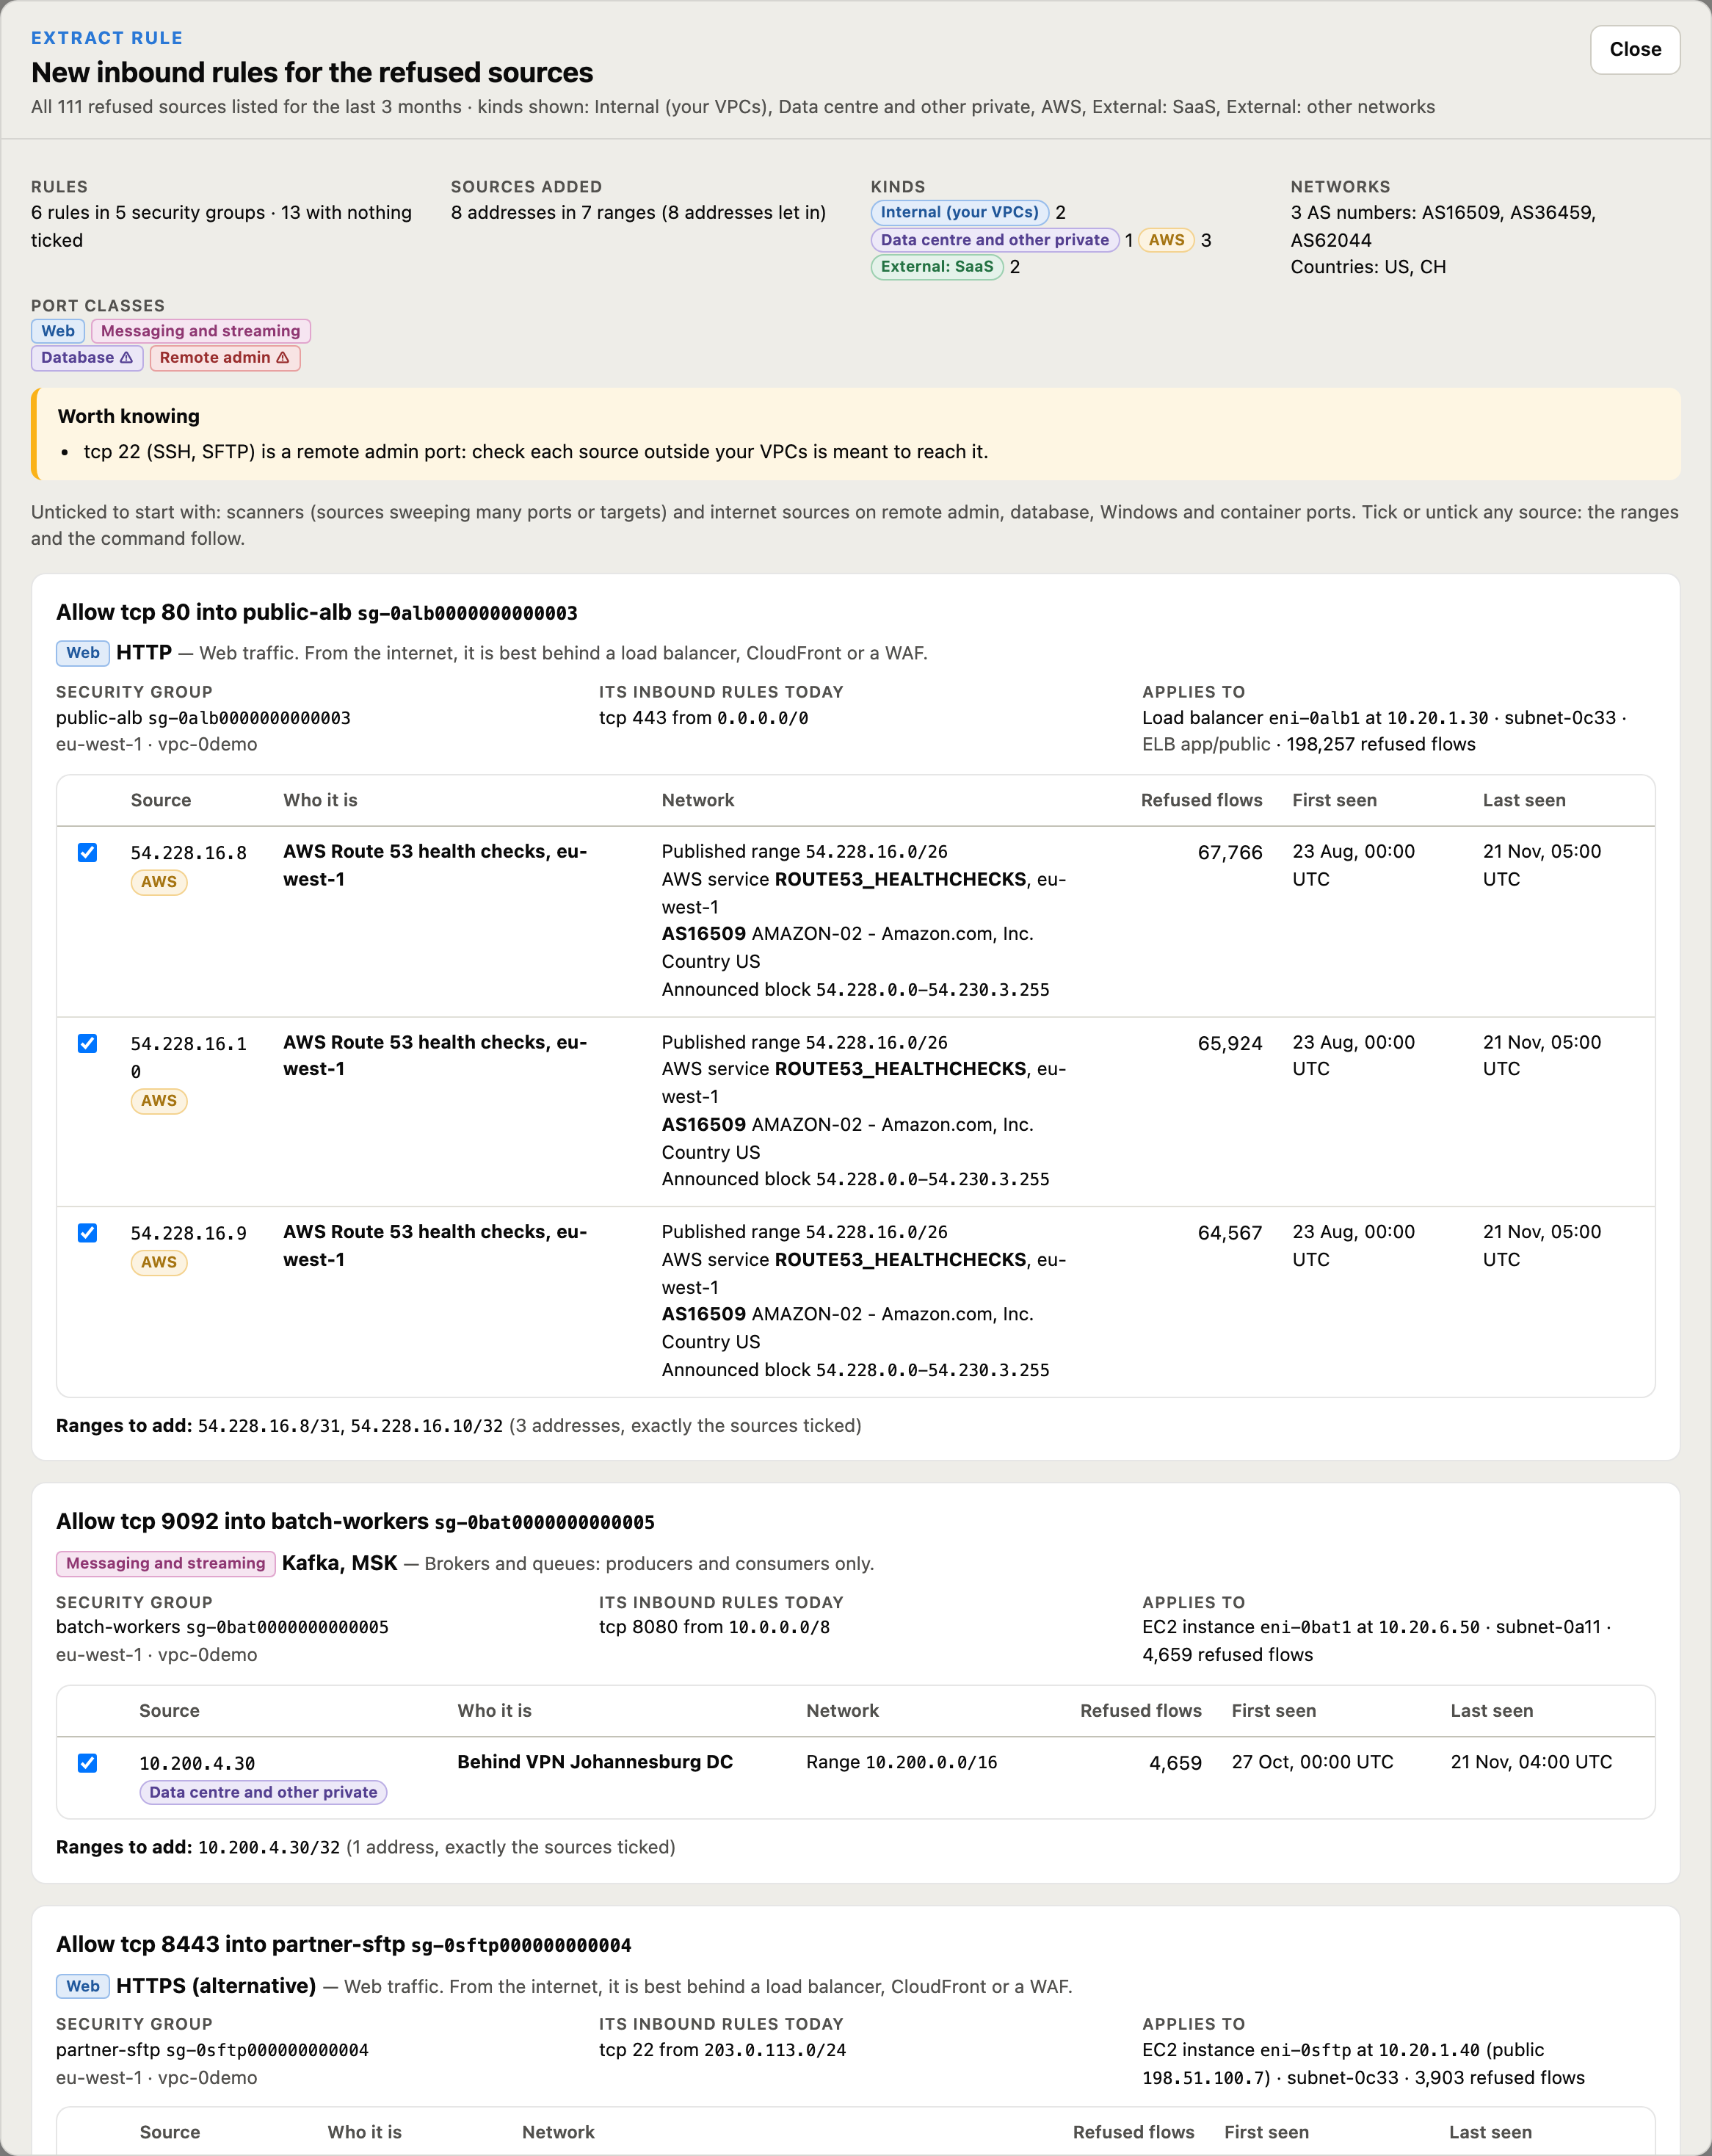 EXTRACT RULE
New inbound rules for the refused sources
Close
All 111 refused sources listed for the last 3 months · kinds shown: Internal (your VPCs), Data centre and other private, AWS, External: SaaS, External: other networks
RULES
6 rules in 5 security groups · 13 with nothing
ticked
SOURCES ADDED
8 addresses in 7 ranges (8 addresses let in)
KINDS
Internal (your VPCs) 2
Data centre and other private 1 AWS 3
External: SaaS 2
NETWORKS
3 AS numbers: AS16509, AS36459,
AS62044
Countries: US, CH
PORT CLASSES
Web Messaging and streaming
Database ⚠ Remote admin ⚠
Worth knowing
• tcp 22 (SSH, SFTP) is a remote admin port: check each source outside your VPCs is meant to reach it.
Unticked to start with: scanners (sources sweeping many ports or targets) and internet sources on remote admin, database, Windows and container ports. Tick or untick any source: the ranges
and the command follow.
Allow tcp 80 into public-alb sg-0alb0000000000003
Web HTTP — Web traffic. From the internet, it is best behind a load balancer, CloudFront or a WAF.
SECURITY GROUP
public-alb sg-0alb0000000000003
eu-west-1 · vpc-0demo
ITS INBOUND RULES TODAY
tcp 443 from 0.0.0.0/0
APPLIES TO
Load balancer eni-0alb1 at 10.20.1.30 · subnet-0c33 ·
ELB app/public · 198,257 refused flows
Source Who it is Network Refused flows First seen Last seen
54.228.16.8
AWS
AWS Route 53 health checks, eu-
west-1
Published range 54.228.16.0/26
AWS service ROUTE53_HEALTHCHECKS, eu-
west-1
AS16509 AMAZON-02 - Amazon.com, Inc.
Country US
Announced block 54.228.0.0–54.230.3.255
67,766
23 Aug, 00:00
UTC
21 Nov, 05:00
UTC
54.228.16.1
0
AWS
AWS Route 53 health checks, eu-
west-1
Published range 54.228.16.0/26
AWS service ROUTE53_HEALTHCHECKS, eu-
west-1
AS16509 AMAZON-02 - Amazon.com, Inc.
Country US
Announced block 54.228.0.0–54.230.3.255
65,924
23 Aug, 00:00
UTC
21 Nov, 05:00
UTC
54.228.16.9
AWS
AWS Route 53 health checks, eu-
west-1
Published range 54.228.16.0/26
AWS service ROUTE53_HEALTHCHECKS, eu-
west-1
AS16509 AMAZON-02 - Amazon.com, Inc.
Country US
Announced block 54.228.0.0–54.230.3.255
64,567
23 Aug, 00:00
UTC
21 Nov, 05:00
UTC
Ranges to add: 54.228.16.8/31, 54.228.16.10/32 (3 addresses, exactly the sources ticked)
Allow tcp 9092 into batch-workers sg-0bat0000000000005
Messaging and streaming Kafka, MSK — Brokers and queues: producers and consumers only.
SECURITY GROUP
batch-workers sg-0bat0000000000005
eu-west-1 · vpc-0demo
ITS INBOUND RULES TODAY
tcp 8080 from 10.0.0.0/8
APPLIES TO
EC2 instance eni-0bat1 at 10.20.6.50 · subnet-0a11 ·
4,659 refused flows
Source Who it is Network Refused flows First seen Last seen
10.200.4.30
Data centre and other private
Behind VPN Johannesburg DC
Range 10.200.0.0/16
4,659
27 Oct, 00:00 UTC
21 Nov, 04:00 UTC
Ranges to add: 10.200.4.30/32 (1 address, exactly the sources ticked)
Allow tcp 8443 into partner-sftp sg-0sftp000000000004
Web HTTPS (alternative) — Web traffic. From the internet, it is best behind a load balancer, CloudFront or a WAF.
SECURITY GROUP
partner-sftp sg-0sftp000000000004
eu-west-1 · vpc-0demo
ITS INBOUND RULES TODAY
tcp 22 from 203.0.113.0/24
APPLIES TO
EC2 instance eni-0sftp at 10.20.1.40 (public
198.51.100.7) · subnet-0c33 · 3,903 refused flows
Source Who it is Network Refused flows First seen Last seen